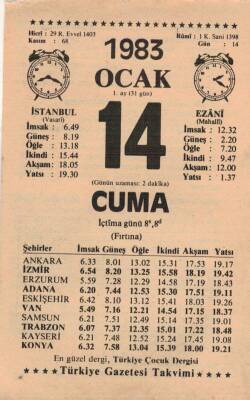 Hicrî : 29 R. Evvel 1403
Kasım : 68
Rûmî : 1 K. Sani 1398
Gün : 14
1983
OCAK
1. ay (31 gün)
14
İSTANBUL
(Vasati)
İmsak : 6.49
Güneş : 8.19
Öğle : 13.18
İkindi : 15.44
Akşam : 18.05
Yatsı : 19.30
EZÂNÎ
(Mahalli)
İmsak : 12.32
Güneş : 2.20
Öğle : 7.20
İkindi : 9.47
Akşam : 12.00
Yatsı : 1.37
(Günün uzaması: 2 dakika)
CUMA
İçtîma günü
(Fırtına)
Şehirler İmsak Güneş Öğle İkindi Akşam Yatsı
ANKARA 6.33 8.01 13.02 15.31 17.53 19.17
İZMİR 6.54 8.20 13.25 15.58 18.19 19.42
ERZURUM 5.59 7.28 12.29 14.58 17.19 18.43
ADANA 6.20 7.44 12.53 15.30 17.51 19.11
ESKİŞEHİR 6.42 8.10 13.12 15.41 18.03 19.26
VAN 5.49 7.16 12.21 14.54 17.15 18.37
SAMSUN 6.21 7.51 12.49 15.14 17.35 19.01
TRABZON 6.07 7.37 12.35 15.01 17.22 18.48
KAYSERİ 6.21 7.48 12.52 15.24 17.45 19.07
KONYA 6.32 7.58 13.04 15.39 18.00 19.21
En güzel dergi, Türkiye Çocuk Dergisi
★★★★ Türkiye Gazetesi Takvimi ★★★★